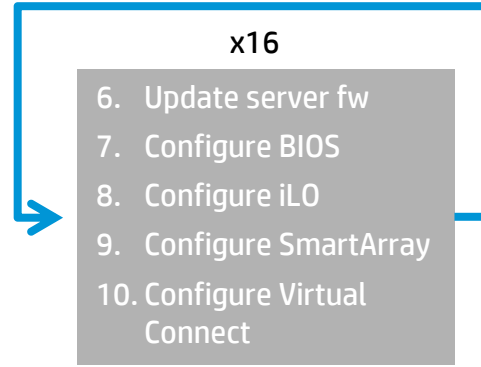 x16
6. Update server fw
7. Configure BIOS
8. Configure iLO
9. Configure SmartArray
10. Configure Virtual
Connect